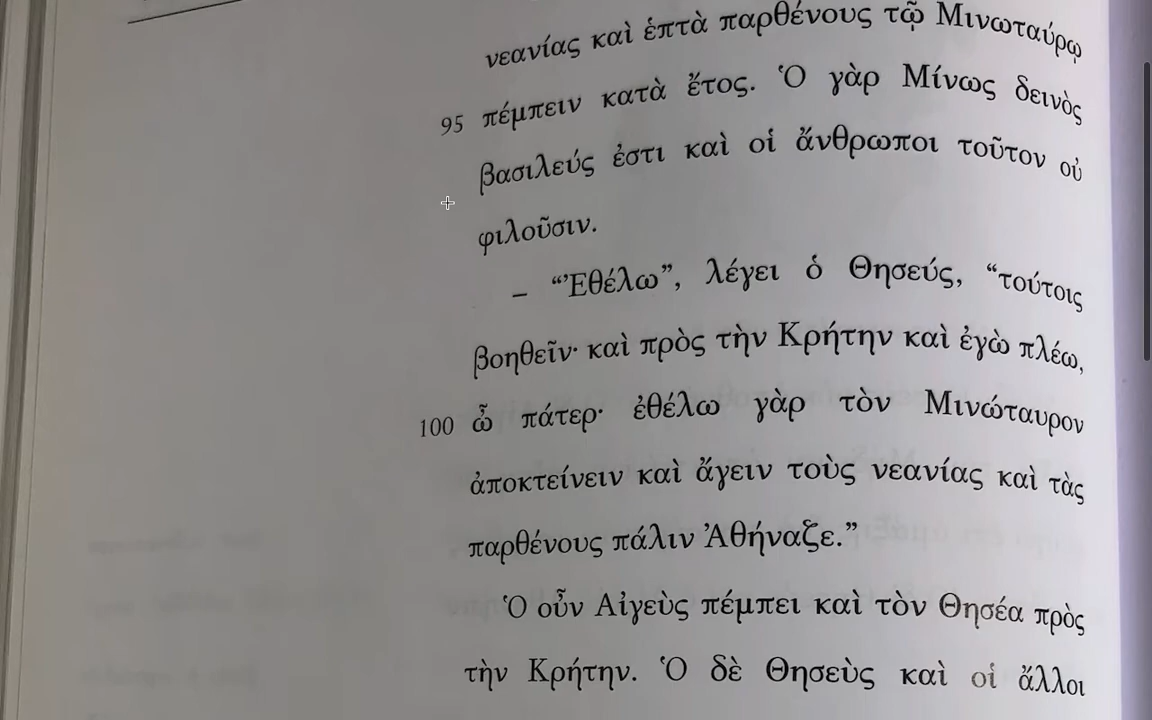 νεανίας καὶ ἑπτὰ παρθένους τῷ Μινωταύρῳ
95 πέμπειν κατὰ ἔτος. Ὁ γὰρ Μίνως δεινὸς
βασιλεύς ἐστι καὶ οἱ ἄνθρωποι τοῦτον οὐ
φιλοῦσιν.
– “Ἐθέλω”, λέγει ὁ Θησεύς, “τούτοις
βοηθεῖν· καὶ πρὸς τὴν Κρήτην καὶ ἐγὼ πλέω,
100 ὦ πάτερ· ἐθέλω γὰρ τὸν Μινώταυρον
ἀποκτείνειν καὶ ἄγειν τοὺς νεανίας καὶ τὰς
παρθένους πάλιν Ἀθήναζε.”
Ὁ οὖν Αἰγεὺς πέμπει καὶ τὸν Θησέα πρὸς
τὴν Κρήτην. Ὁ δὲ Θησεὺς καὶ οἱ ἄλλοι